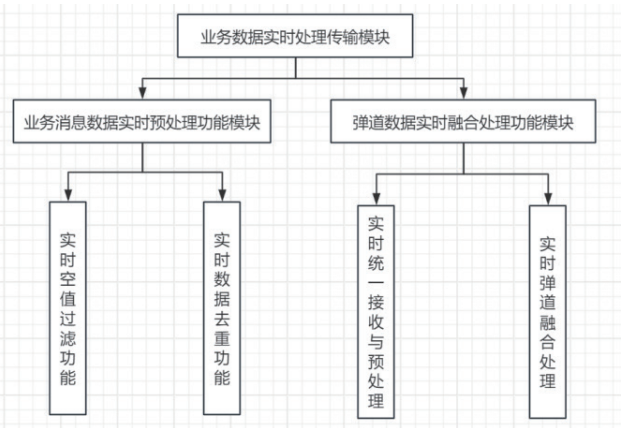 业务数据实时处理传输模块
业务消息数据实时预处理功能模块
弹道数据实时融合处理功能模块
实时空值过滤功能
实时数据去重功能
实时统一接收与预处理
实时弹道融合处理